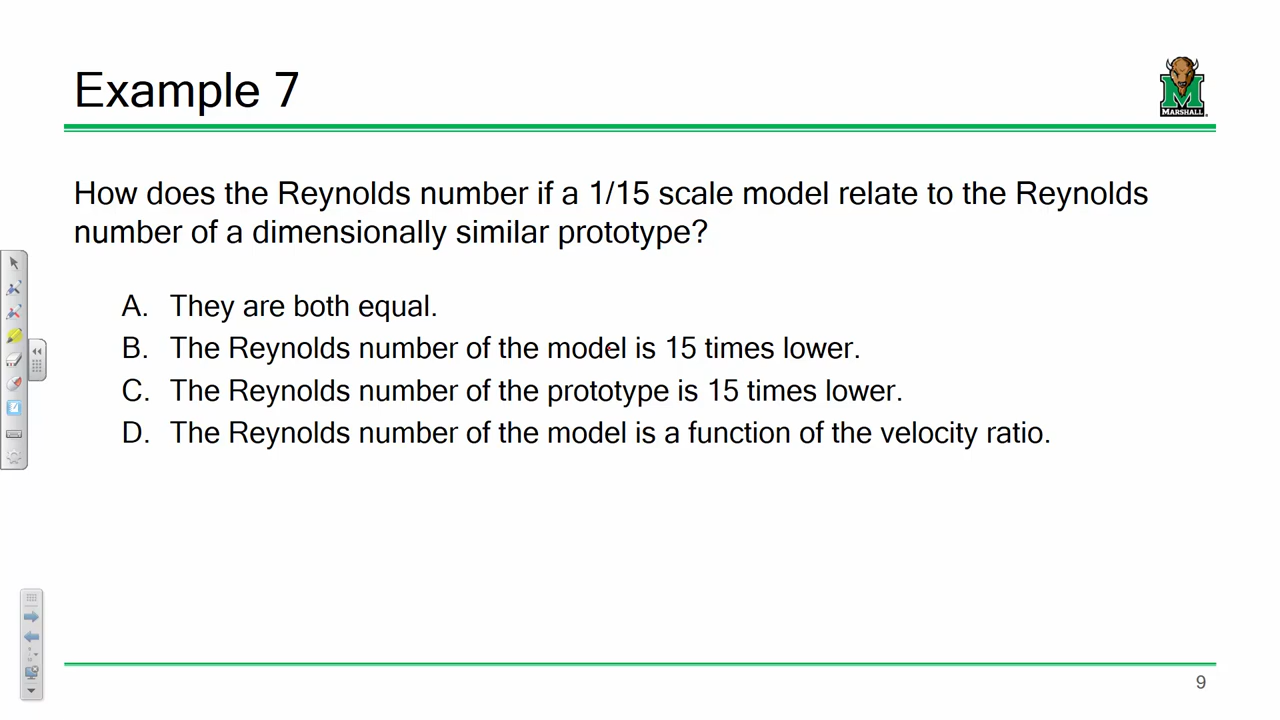 Example 7
MARSHALL
How does the Reynolds number if a 1/15 scale model relate to the Reynolds
number of a dimensionally similar prototype?
A. They are both equal.
B. The Reynolds number of the model is 15 times lower.
C. The Reynolds number of the prototype is 15 times lower.
D. The Reynolds number of the model is a function of the velocity ratio.
9